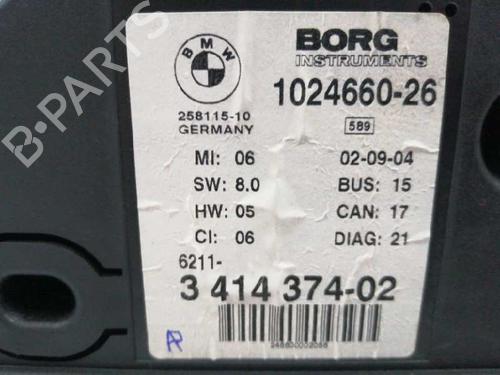 BMW
BORG
INSTRUMENTS
1024660-26
258115-10
GERMANY
589
MI: 06 02-09-04
SW: 8.0 BUS: 15
HW: 05 CAN: 17
CI: 06 DIAG: 21
6211-
3 414 374-02
R
B-PARTS